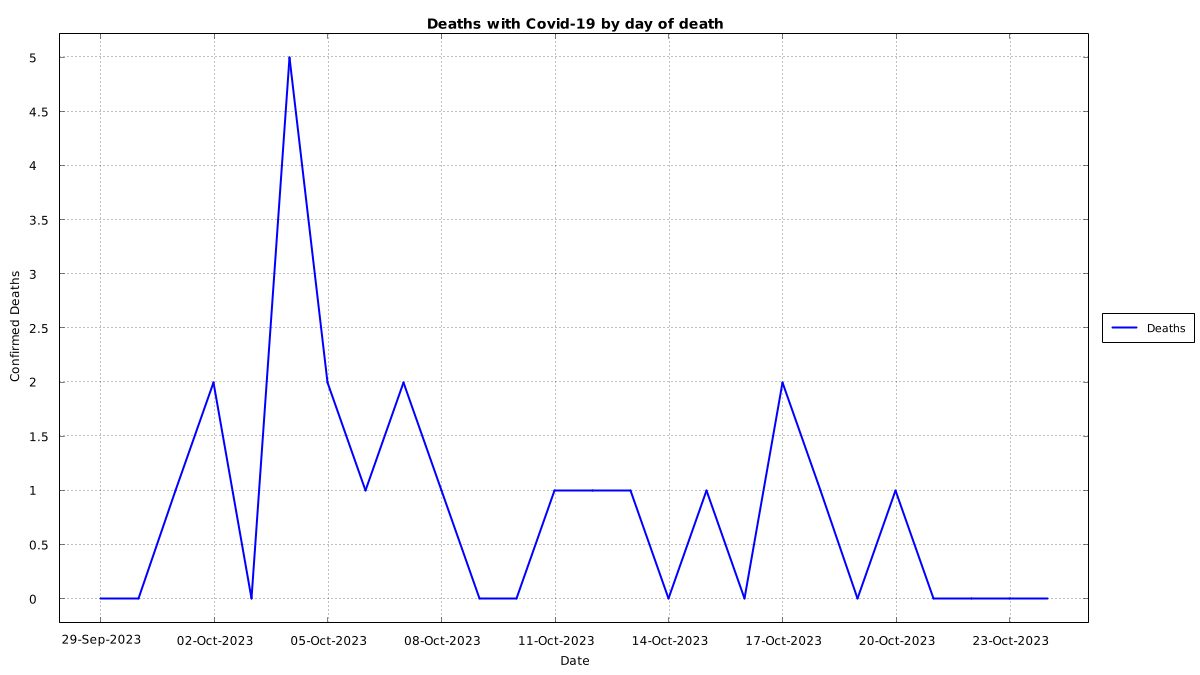 Deaths with Covid-19 by day of death
5
4.5
4
3.5
3
2.5
2
1.5
1
0.5
0
Confirmed Deaths
29-Sep-2023 02-Oct-2023 05-Oct-2023 08-Oct-2023 11-Oct-2023 14-Oct-2023 17-Oct-2023 20-Oct-2023 23-Oct-2023
Date
Deaths